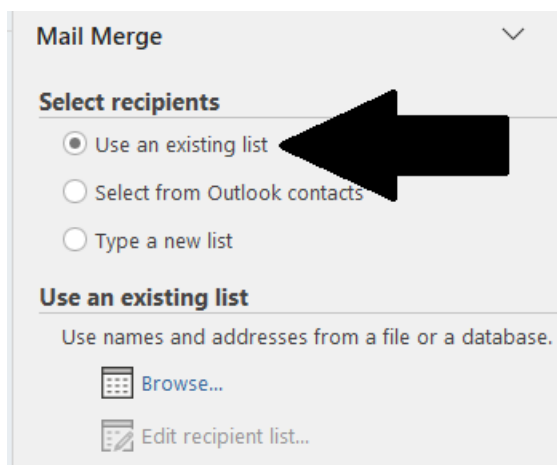 Mail Merge
Select recipients
Use an existing list
Select from Outlook contacts
Type a new list
Use an existing list
Use names and addresses from a file or a database.
Browse...
Edit recipient list...